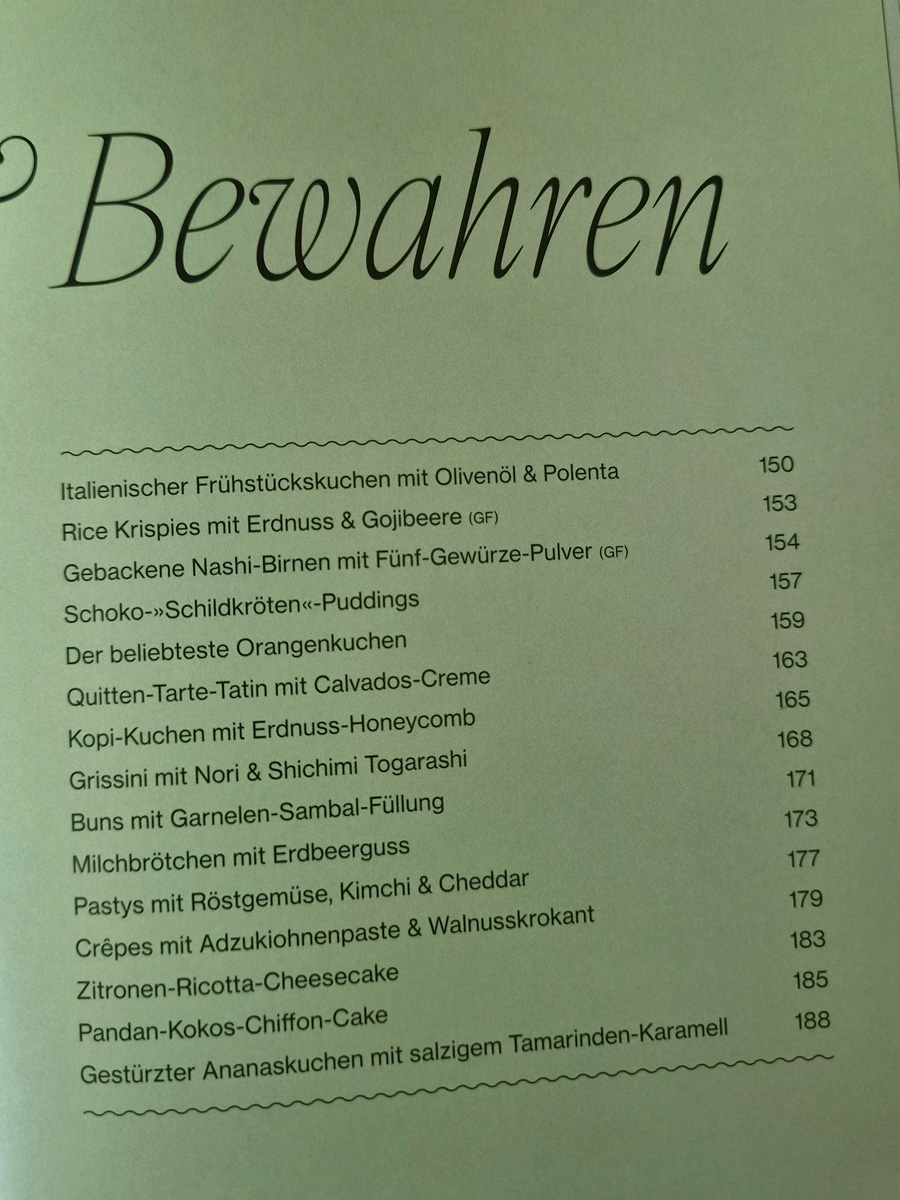 & Bewahren
Italienischer Frühstückskuchen mit Olivenöl & Polenta 150
Rice Krispies mit Erdnuss & Gojibeere (GF) 153
Gebackene Nashi-Birnen mit Fünf-Gewürze-Pulver (GF) 154
Schoko-»Schildkröten«-Puddings 157
Der beliebteste Orangenkuchen 159
Quitten-Tarte-Tatin mit Calvados-Creme 163
Kopi-Kuchen mit Erdnuss-Honeycomb 165
Grissini mit Nori & Shichimi Togarashi 168
Buns mit Garnelen-Sambal-Füllung 171
Milchbrötchen mit Erdbeerguss 173
Pastys mit Röstgemüse, Kimchi & Cheddar 177
Crêpes mit Adzukiohnenpaste & Walnusskrokant 179
Zitronen-Ricotta-Cheesecake 183
Pandan-Kokos-Chiffon-Cake 185
Gestürzter Ananaskuchen mit salzigem Tamarinden-Karamell 188